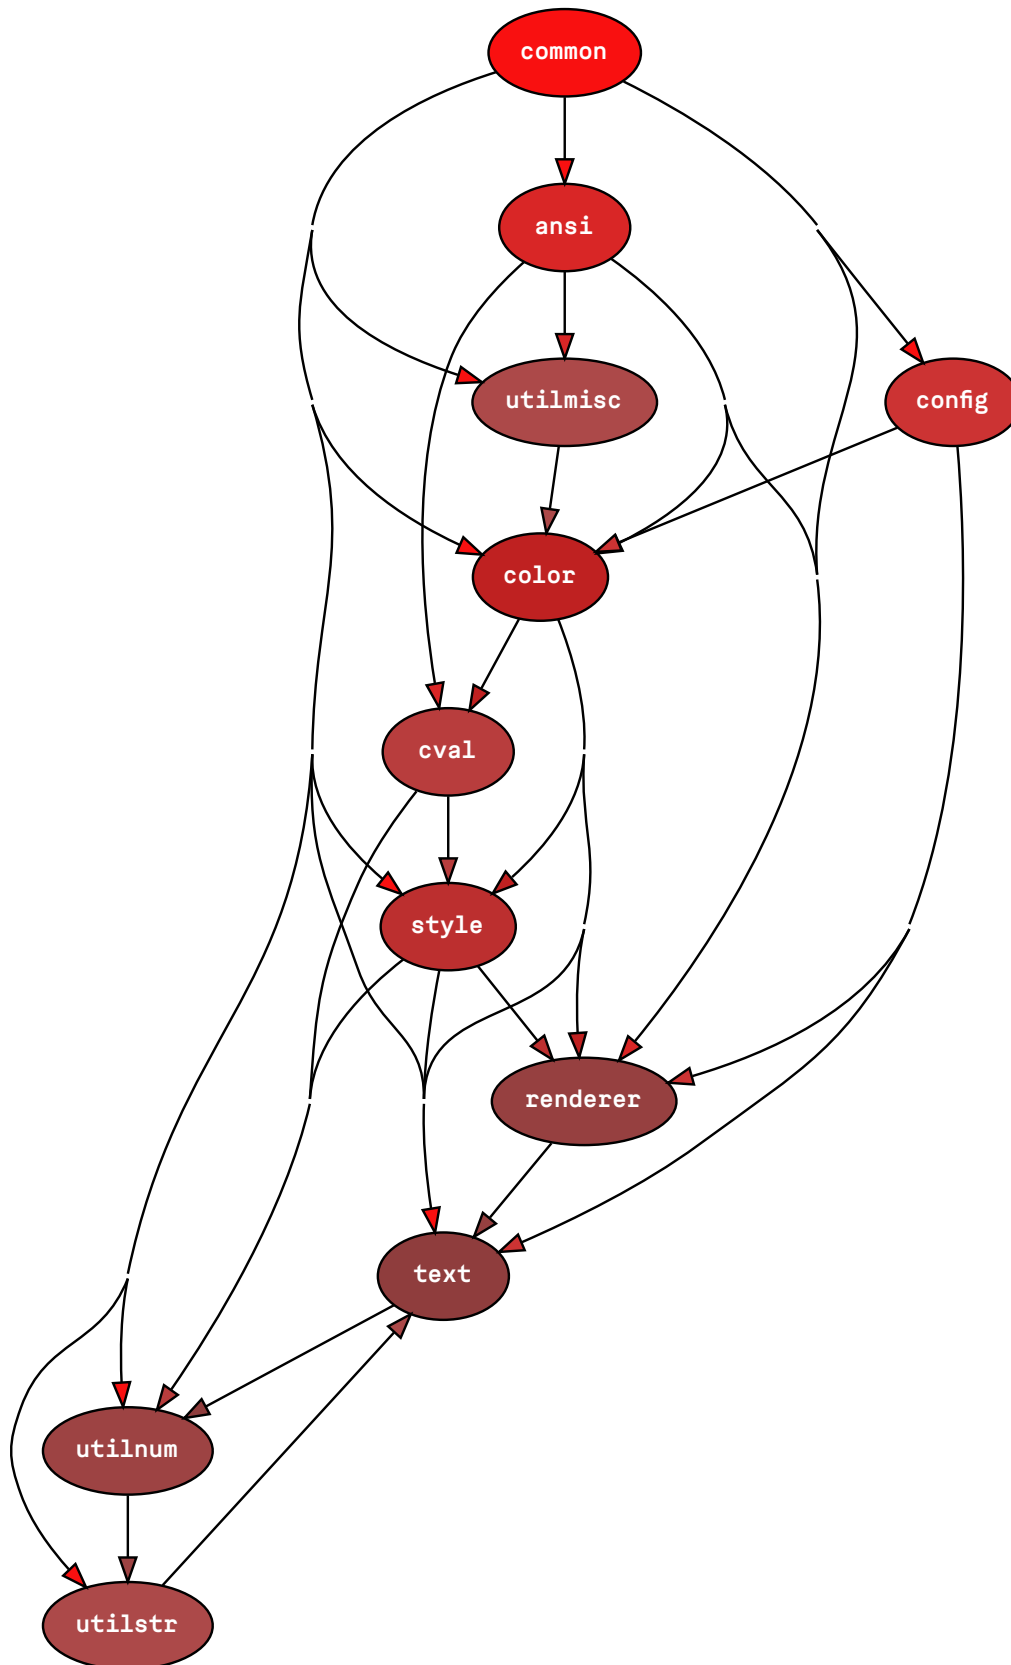 common
ansi
utilmisc
config
color
cval
style
renderer
text
utilnum
utilstr